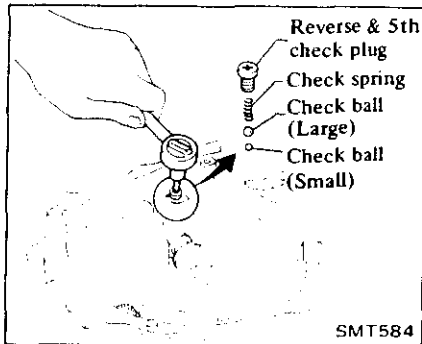 Reverse & 5th
check plug
Check spring
Check ball
(Large)
Check ball
(Small)
SMT584